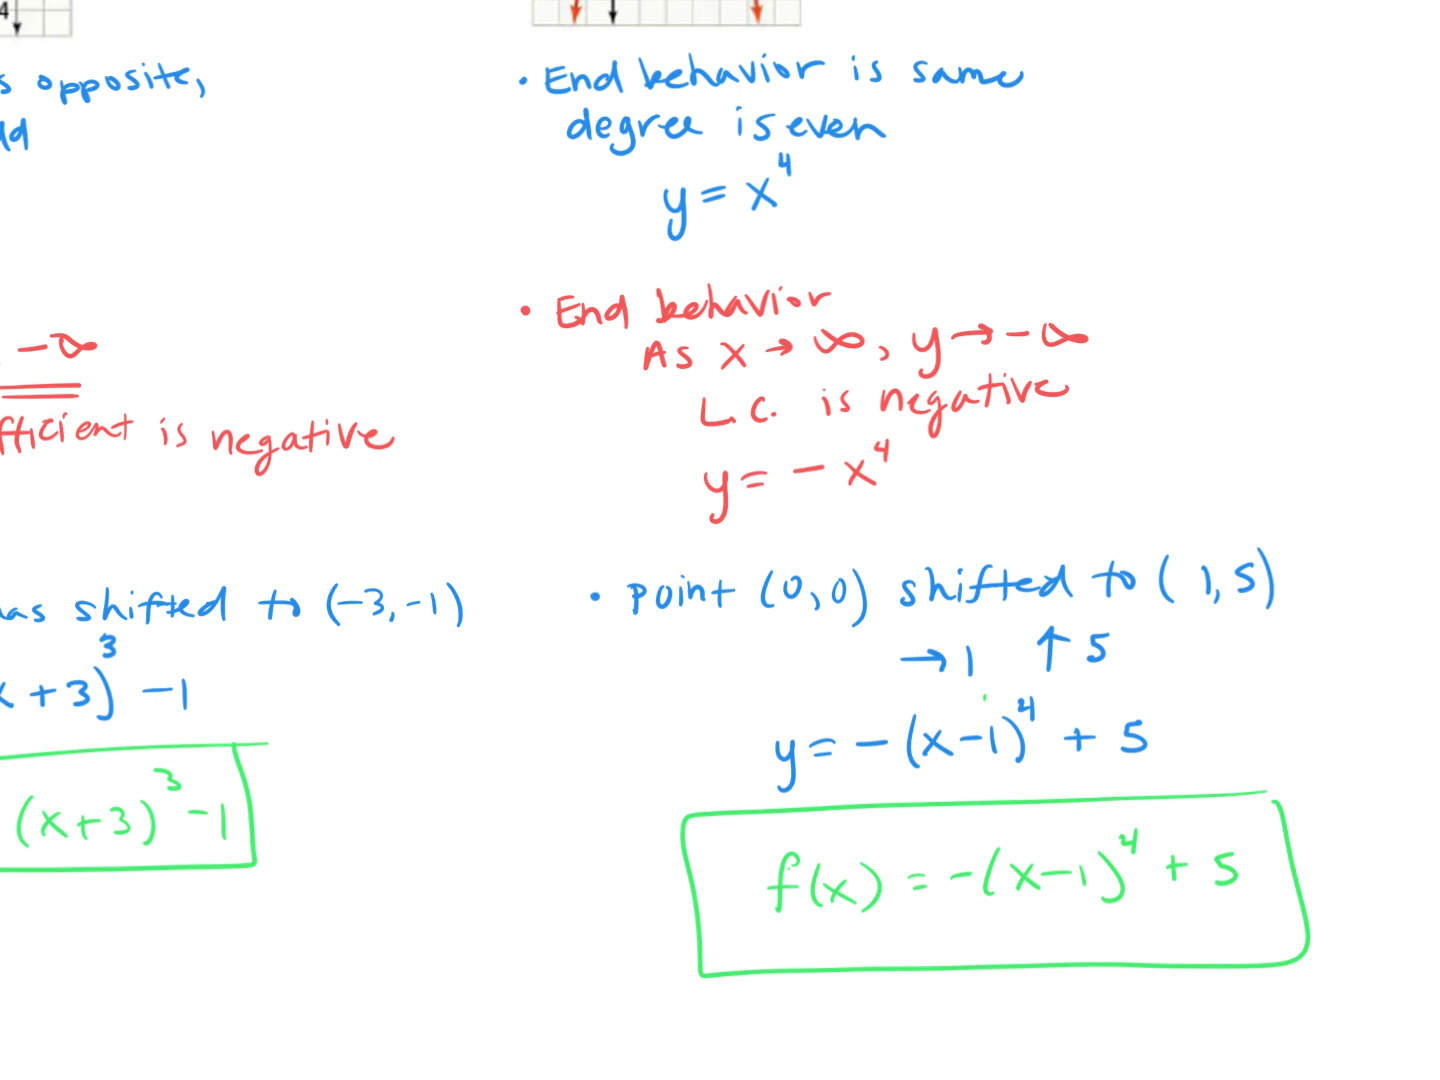 4
s opposite,
dd
-∞
fficient is negative
as shifted to (-3,-1)
x +3)³ -1
(x+3)³ -1
• End behavior is same
degree is even
y = x⁴
• End behavior
As x → ∞, y → -∞
L.C. is negative
y = - x⁴
• Point (0,0) shifted to (1,5)
→ 1 ↑ 5
y = -(x-1)⁴ + 5
f(x) = -(x-1)⁴ + 5